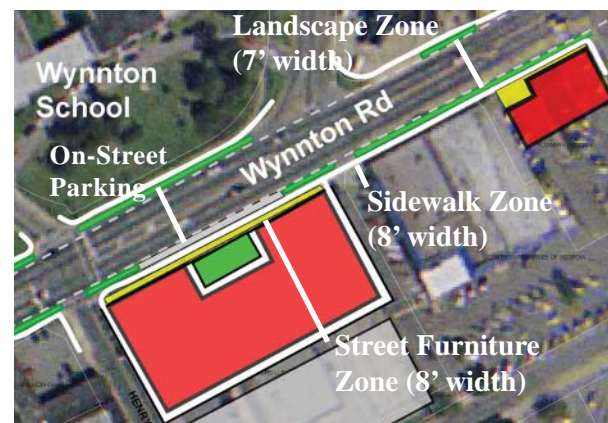 Landscape Zone
(7’ width)
Wynnton
School
On-Street
Parking
Wynnton Rd
Sidewalk Zone
(8’ width)
Street Furniture
Zone (8’ width)
HENRY